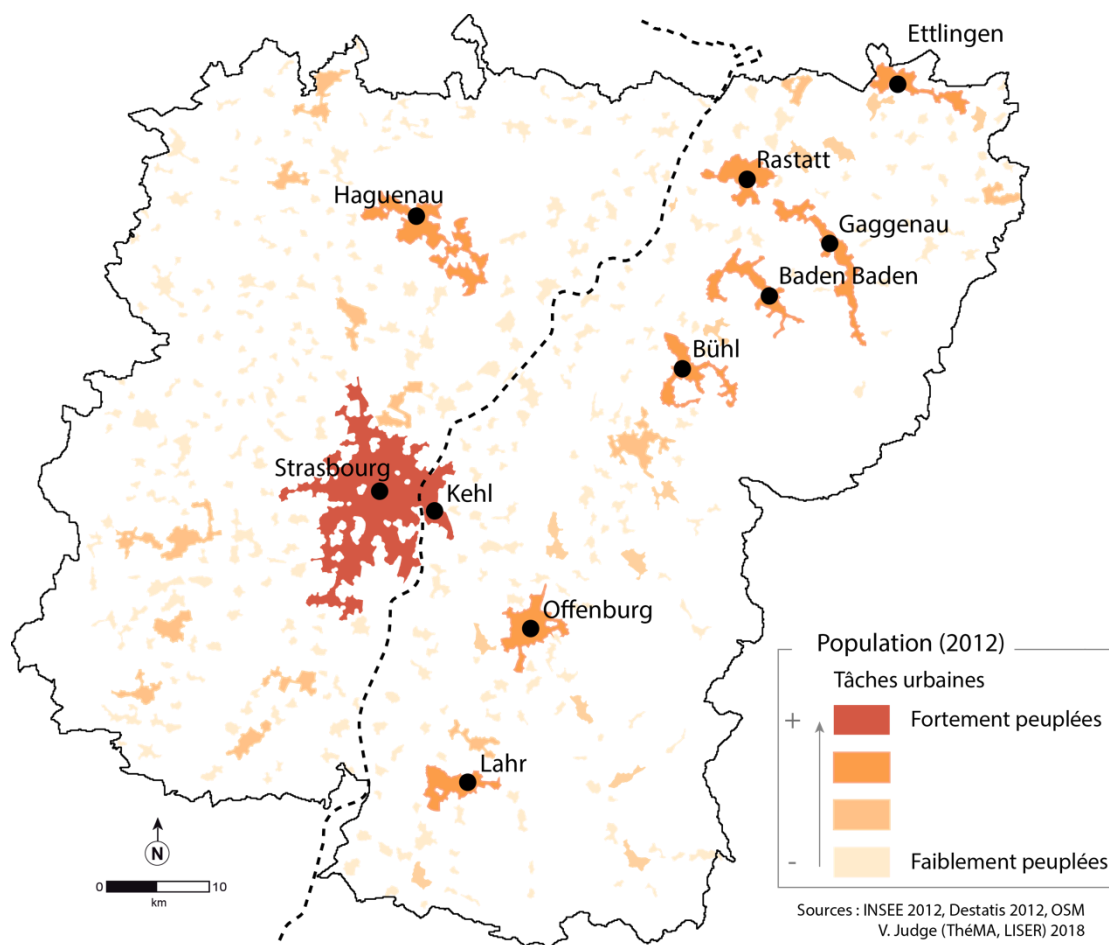 Ettlingen
Rastatt
Haguenau
Gaggenau
Baden Baden
Bühl
Strasbourg
Kehl
Offenburg
Lahr
N
0 10
km
Population (2012)
Tâches urbaines
+ Fortement peuplées
- Faiblement peuplées
Sources : INSEE 2012, Destatis 2012, OSM
V. Judge (ThéMA, LISER) 2018